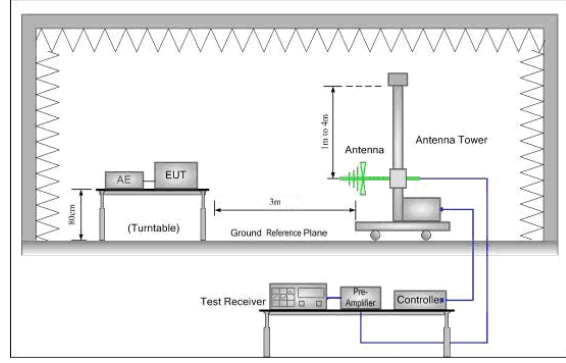 1m to 4m
Antenna
Antenna Tower
AE
EUT
80cm
(Turntable)
3m
Ground Reference Plane
Test Receiver
Pre-
Amplifier
Controller